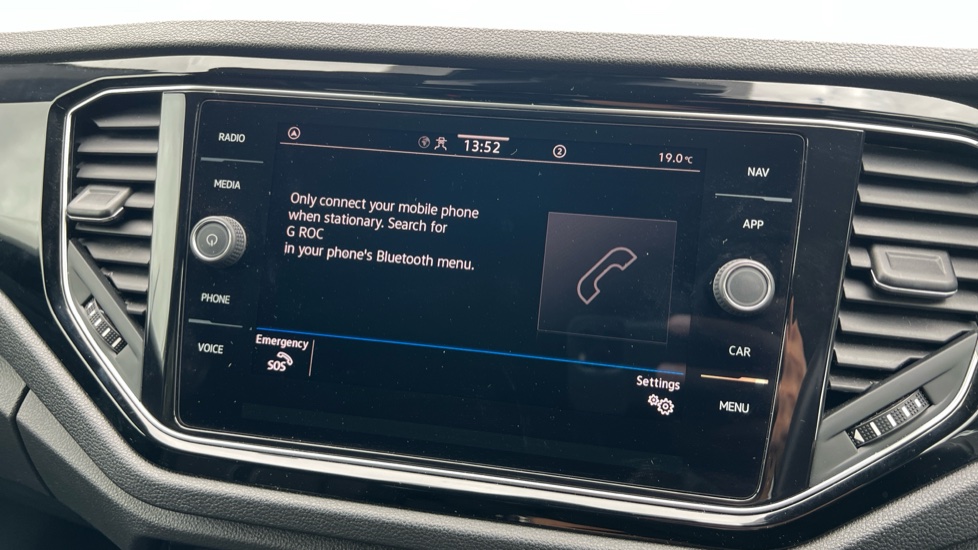 RADIO
MEDIA
PHONE
VOICE
13:52
2
19.0°C
Only connect your mobile phone
when stationary. Search for
G ROC
in your phone's Bluetooth menu.
Emergency
SOS
Settings
NAV
APP
CAR
MENU